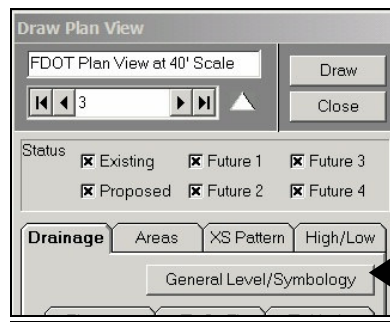 Draw Plan View
FDOT Plan View at 40' Scale
Draw
3
Close
Status
Existing Future 1 Future 3
Proposed Future 2 Future 4
Drainage Areas XS Pattern High/Low
General Level/Symbology